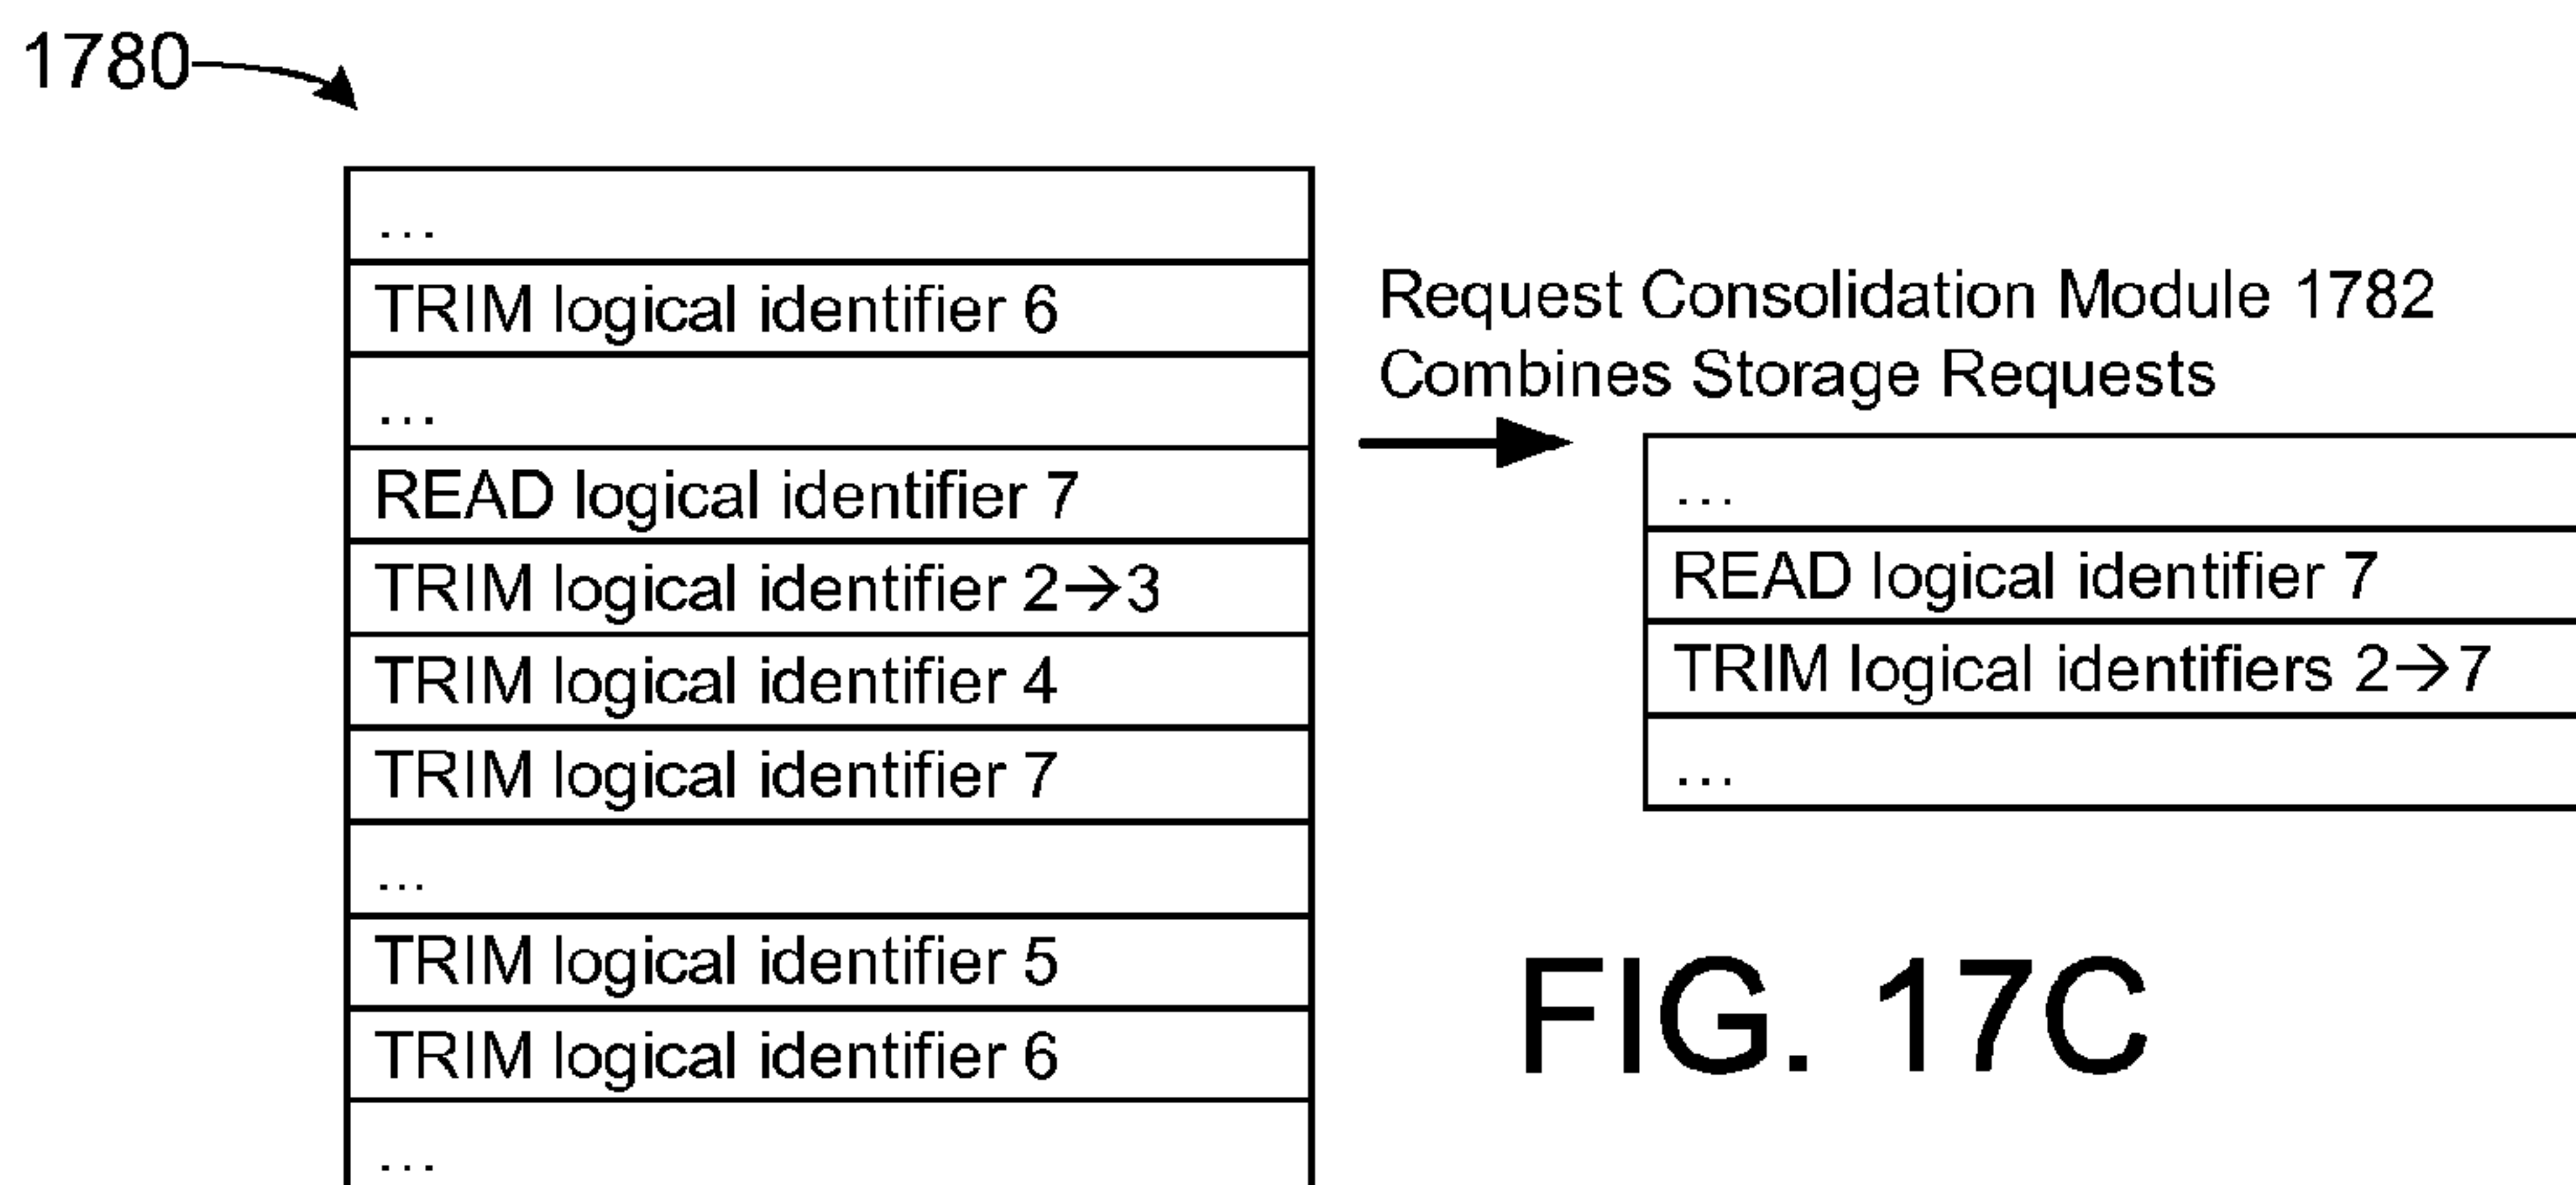 1780
...
TRIM logical identifier 6
...
READ logical identifier 7
TRIM logical identifier 2→3
TRIM logical identifier 4
TRIM logical identifier 7
...
TRIM logical identifier 5
TRIM logical identifier 6
...
Request Consolidation Module 1782
Combines Storage Requests
...
READ logical identifier 7
TRIM logical identifiers 2→7
...
FIG. 17C